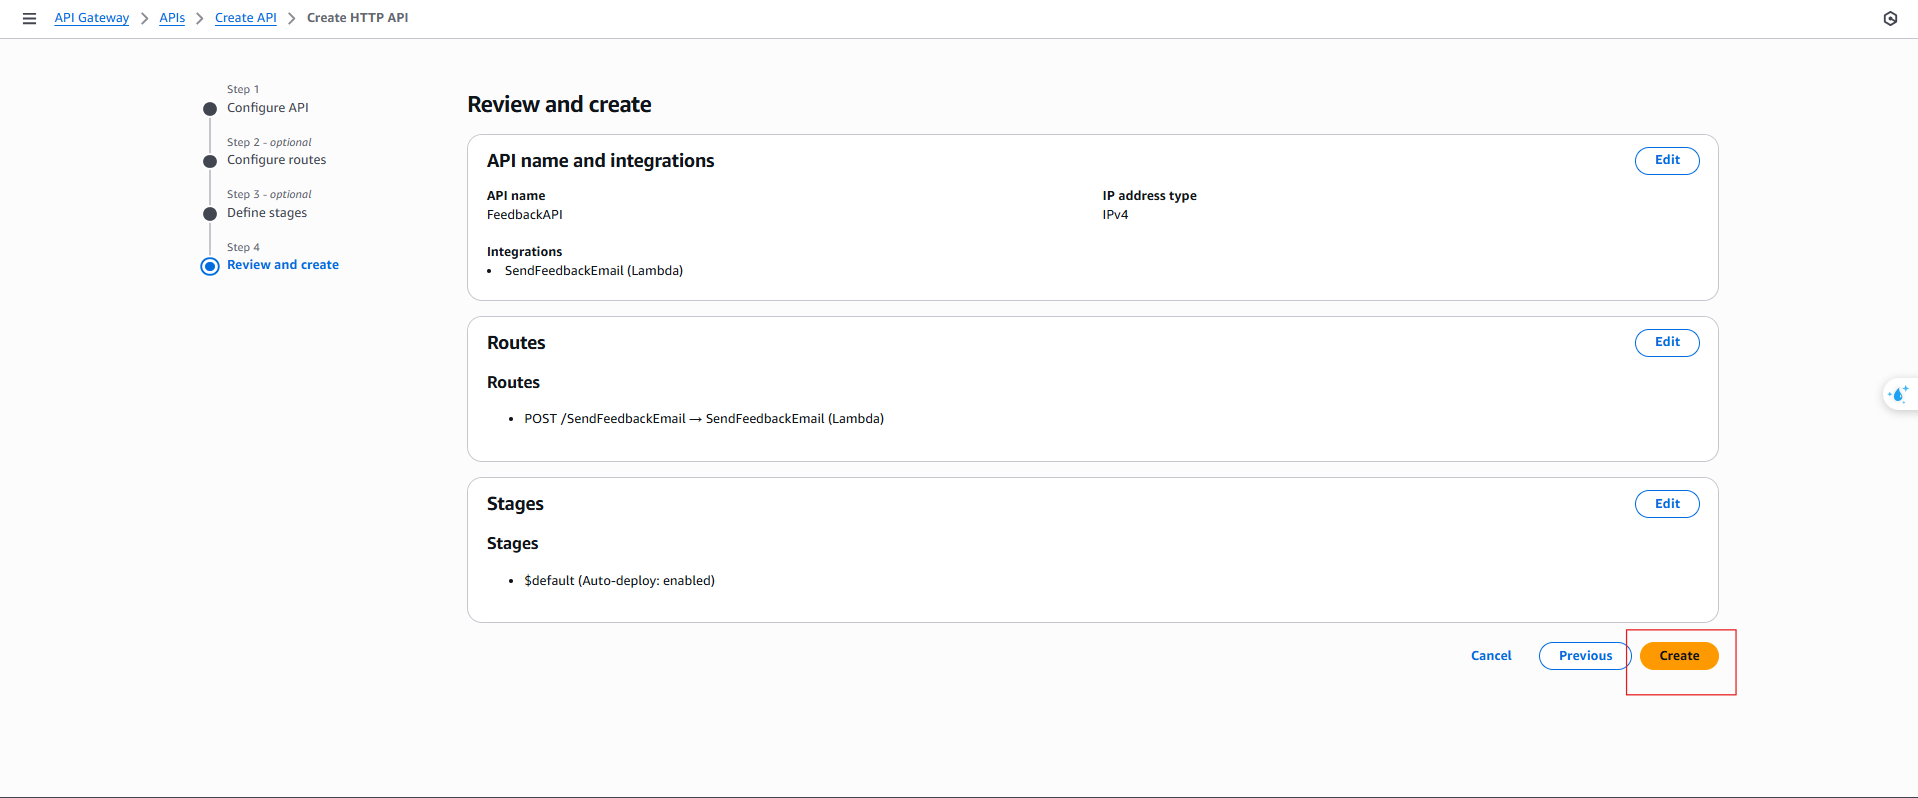 API Gateway > APIs > Create API > Create HTTP API
Step 1
Configure API
Step 2 - optional
Configure routes
Step 3 - optional
Define stages
Step 4
Review and create
Review and create
API name and integrations
Edit
API name
FeedbackAPI
IP address type
IPv4
Integrations
• SendFeedbackEmail (Lambda)
Routes
Edit
Routes
• POST /SendFeedbackEmail → SendFeedbackEmail (Lambda)
Stages
Edit
Stages
• $default (Auto-deploy: enabled)
Cancel
Previous
Create